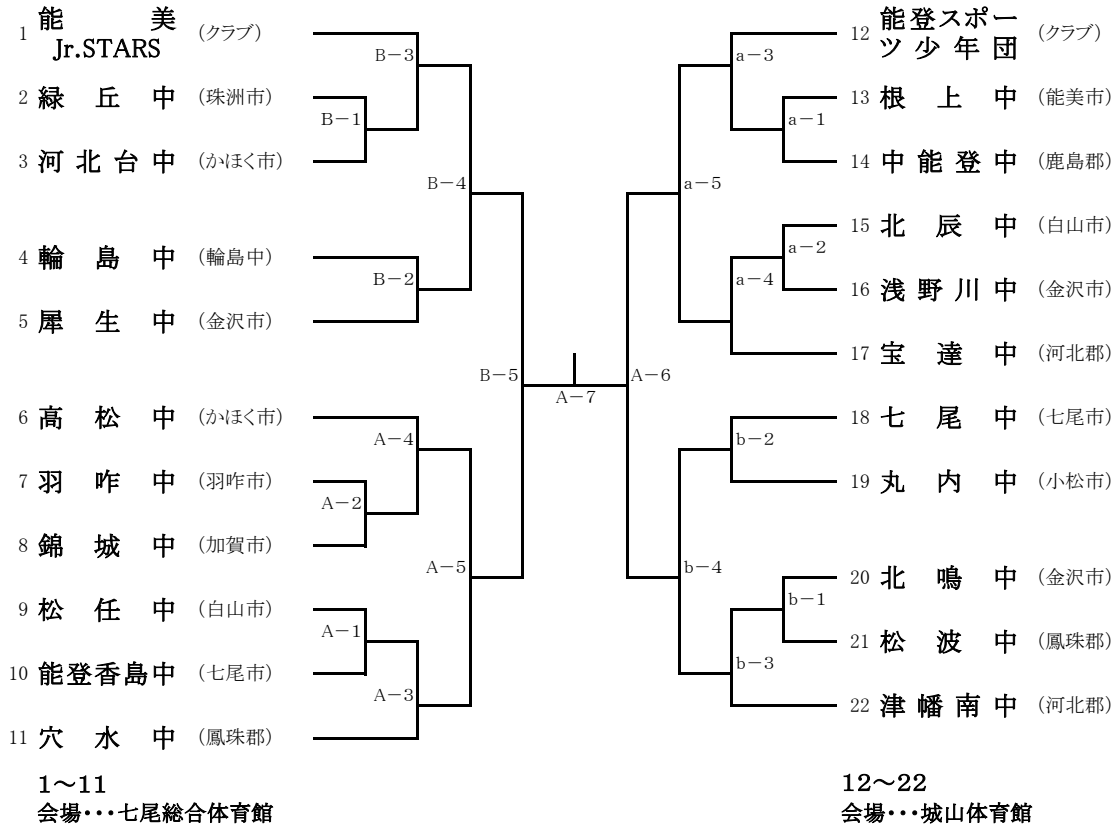 1 能美 (クラブ)
Jr.STARS
B-3
2 緑丘中 (珠洲市)
B-1
3 河北台中 (かほく市)
B-4
4 輪島中 (輪島中)
B-2
5 犀生中 (金沢市)
B-5
6 高松中 (かほく市)
A-4
7 羽咋中 (羽咋市)
A-2
8 錦城中 (加賀市)
A-5
9 松任中 (白山市)
A-1
10 能登香島中 (七尾市)
A-3
11 穴水中 (鳳珠郡)
1~11
会場・・・七尾総合体育館
A-7
12 能登スポー (クラブ)
ツ少年団
a-3
13 根上中 (能美市)
a-1
14 中能登中 (鹿島郡)
a-5
15 北辰中 (白山市)
a-2
a-4
16 浅野川中 (金沢市)
17 宝達中 (河北郡)
A-6
18 七尾中 (七尾市)
b-2
19 丸内中 (小松市)
b-4
20 北鳴中 (金沢市)
b-1
21 松波中 (鳳珠郡)
b-3
22 津幡南中 (河北郡)
12~22
会場・・・城山体育館